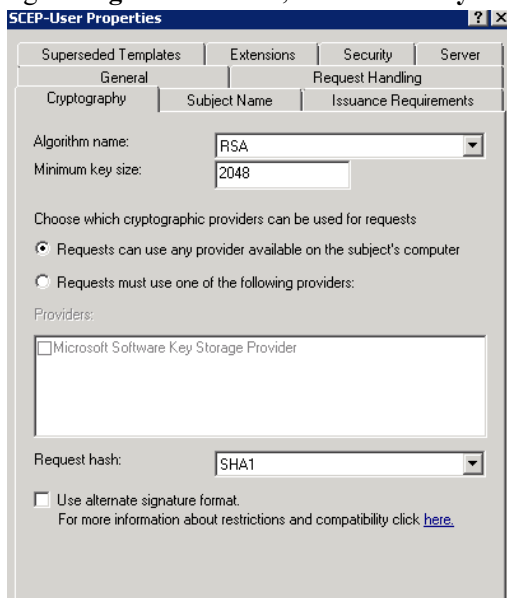 SCEP-User Properties
? X
Superseded Templates Extensions Security Server
General Request Handling
Cryptography Subject Name Issuance Requirements
Algorithm name: RSA
Minimum key size: 2048
Choose which cryptographic providers can be used for requests
Requests can use any provider available on the subject's computer
Requests must use one of the following providers:
Providers:
Microsoft Software Key Storage Provider
Request hash: SHA1
Use alternate signature format.
For more information about restrictions and compatibility click here.